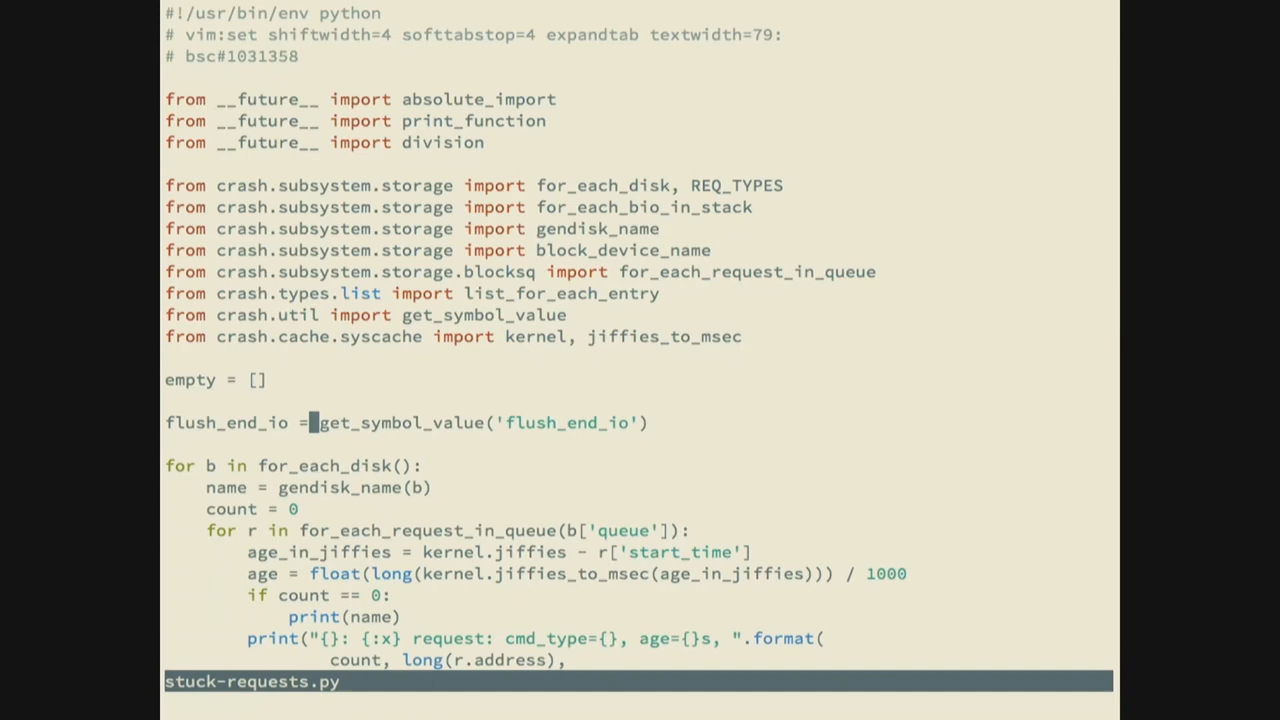 #!/usr/bin/env python
# vim:set shiftwidth=4 softtabstop=4 expandtab textwidth=79:
# bsc#1031358
from __future__ import absolute_import
from __future__ import print_function
from __future__ import division
from crash.subsystem.storage import for_each_disk, REQ_TYPES
from crash.subsystem.storage import for_each_bio_in_stack
from crash.subsystem.storage import gendisk_name
from crash.subsystem.storage import block_device_name
from crash.subsystem.storage.blocksq import for_each_request_in_queue
from crash.types.list import list_for_each_entry
from crash.util import get_symbol_value
from crash.cache.syscache import kernel, jiffies_to_msec
empty = []
flush_end_io = get_symbol_value('flush_end_io')
for b in for_each_disk():
    name = gendisk_name(b)
    count = 0
    for r in for_each_request_in_queue(b['queue']):
        age_in_jiffies = kernel.jiffies - r['start_time']
        age = float(long(kernel.jiffies_to_msec(age_in_jiffies))) / 1000
        if count == 0:
            print(name)
        print("{}: {:x} request: cmd_type={}, age={}s, ".format(
                count, long(r.address),
stuck-requests.py